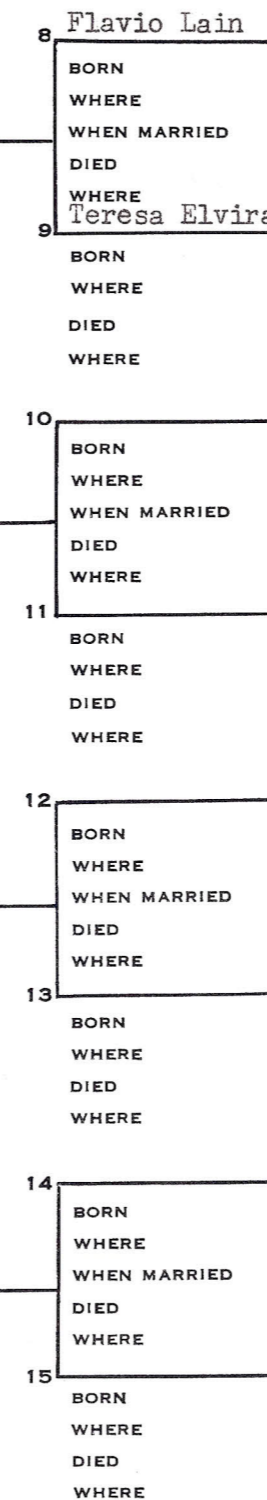 Flavio Lain
8
BORN
WHERE
WHEN MARRIED
DIED
WHERE
Teresa Elvira
9
BORN
WHERE
DIED
WHERE
10
BORN
WHERE
WHEN MARRIED
DIED
WHERE
11
BORN
WHERE
DIED
WHERE
12
BORN
WHERE
WHEN MARRIED
DIED
WHERE
13
BORN
WHERE
DIED
WHERE
14
BORN
WHERE
WHEN MARRIED
DIED
WHERE
15
BORN
WHERE
DIED
WHERE